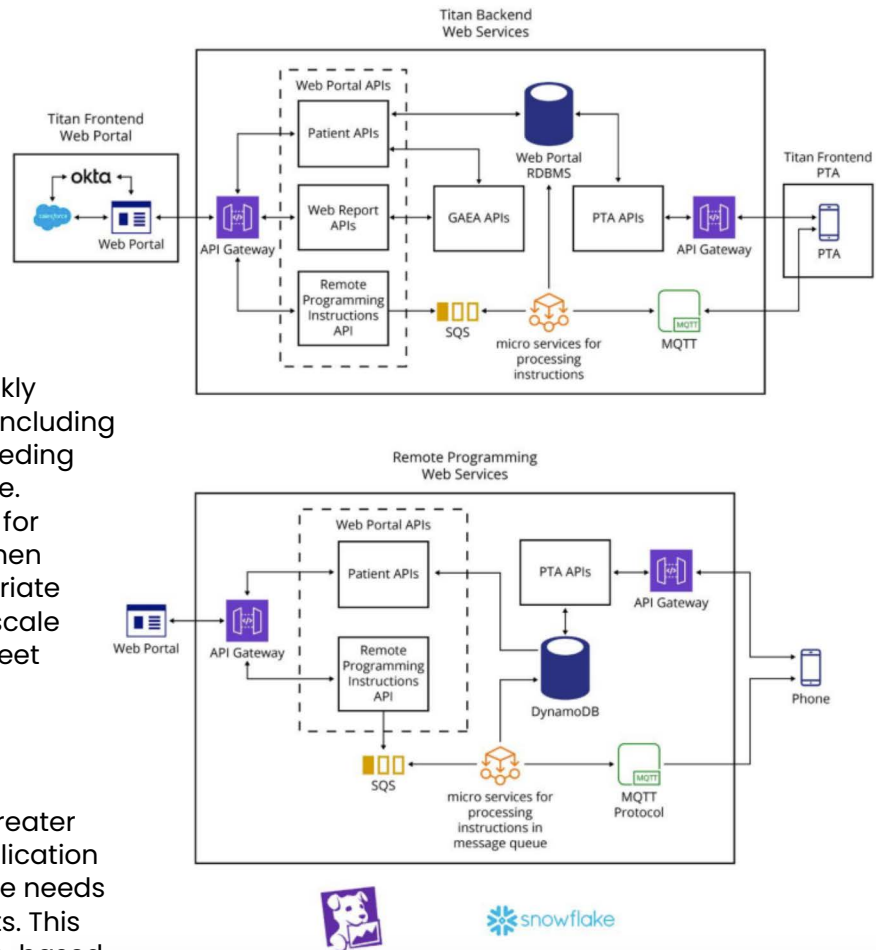 Titan Backend
Web Services
Web Portal APIs
Titan Frontend
Web Portal
okta
salesforce
Web Portal
API Gateway
Patient APIs
Web Report
APIs
Remote
Programming
Instructions
API
GAEA APIs
Web Portal
RDBMS
PTA APIs
API Gateway
Titan Frontend
PTA
PTA
SQS
micro services for
processing
instructions
MQTT
MQTT
kly
ncluding
eding
e.
for
hen
riate
scale
eet
Remote Programming
Web Services
Web Portal APIs
Web Portal
API Gateway
Patient APIs
Remote
Programming
Instructions
API
PTA APIs
API Gateway
DynamoDB
Phone
SQS
micro services for
processing
instructions in
message queue
MQTT
MQTT
Protocol
reater
lication
e needs
ts. This
based
snowflake